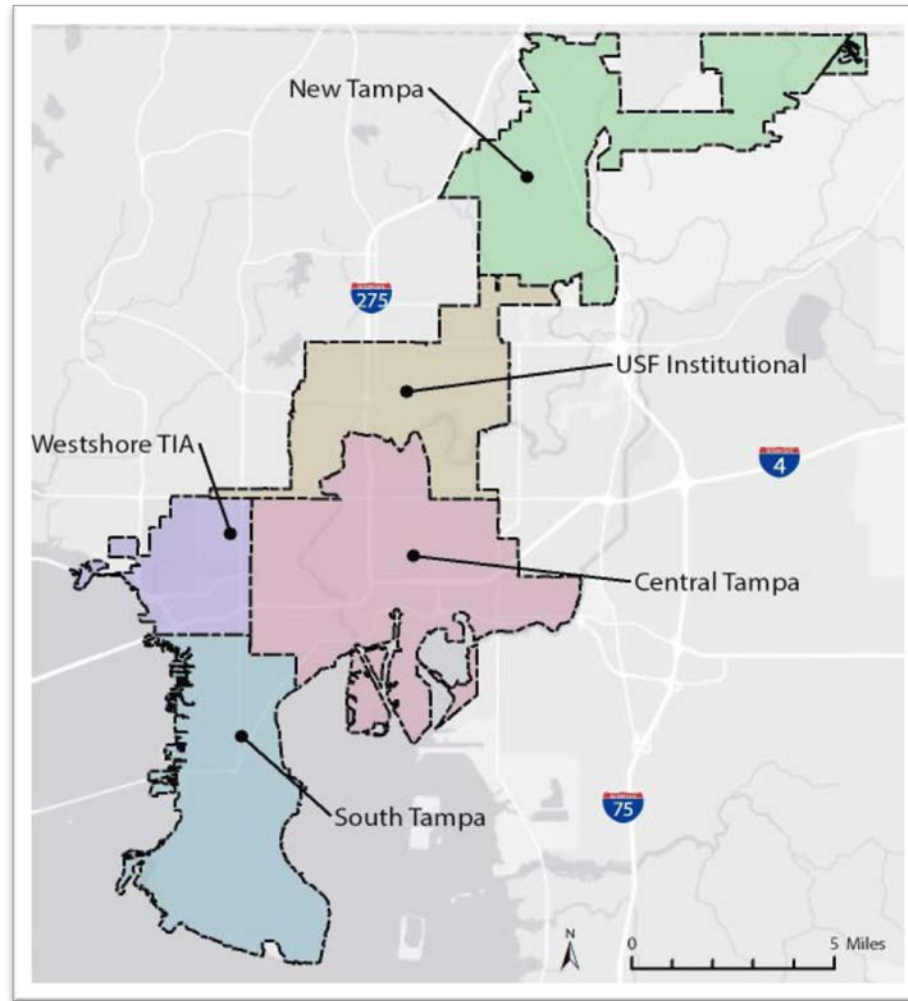 New Tampa
275
USF Institutional
Westshore TIA
4
Central Tampa
75
South Tampa
N
0 5 Miles